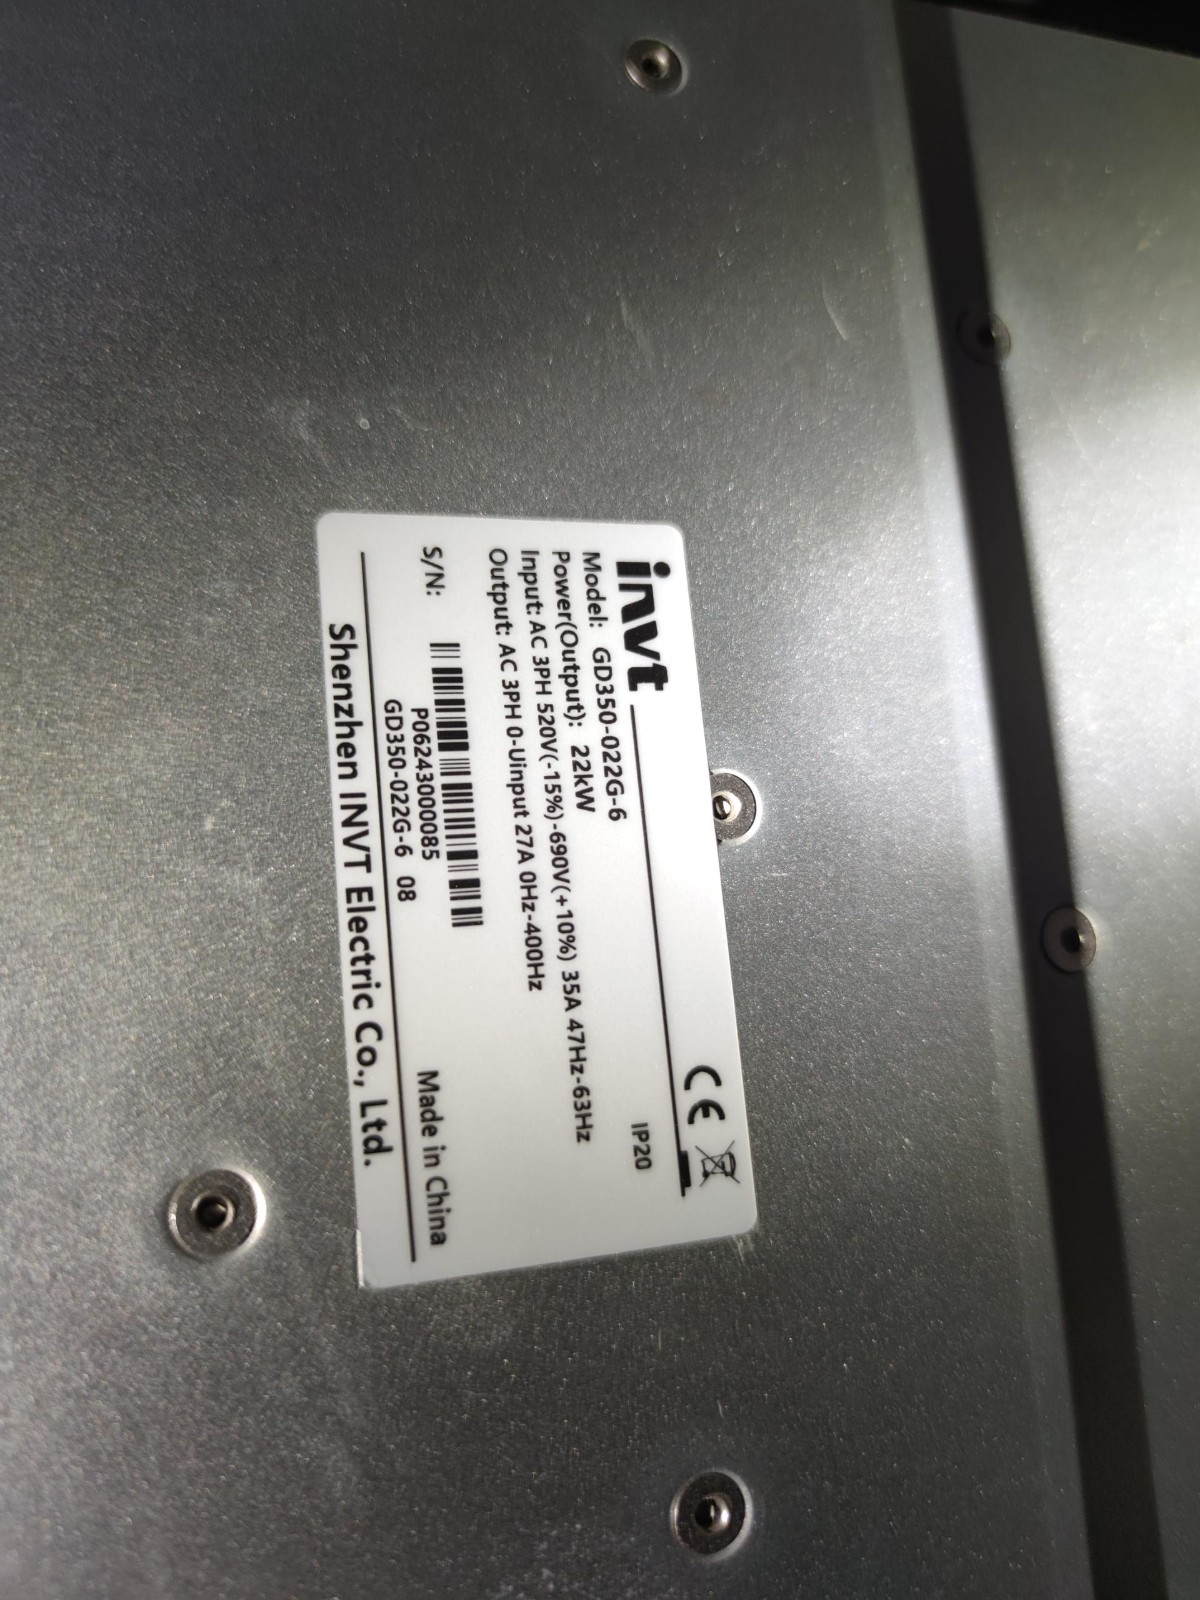 invt
CE
Model: GD350-022G-6
IP20
Power(Output): 22kW
Input: AC 3PH 520V(-15%)-690V(+10%) 35A 47Hz-63Hz
Output: AC 3PH 0-Uinput 27A 0Hz-400Hz
S/N:
P06243000085
GD350-022G-6 08
Made in China
Shenzhen INVT Electric Co., Ltd.